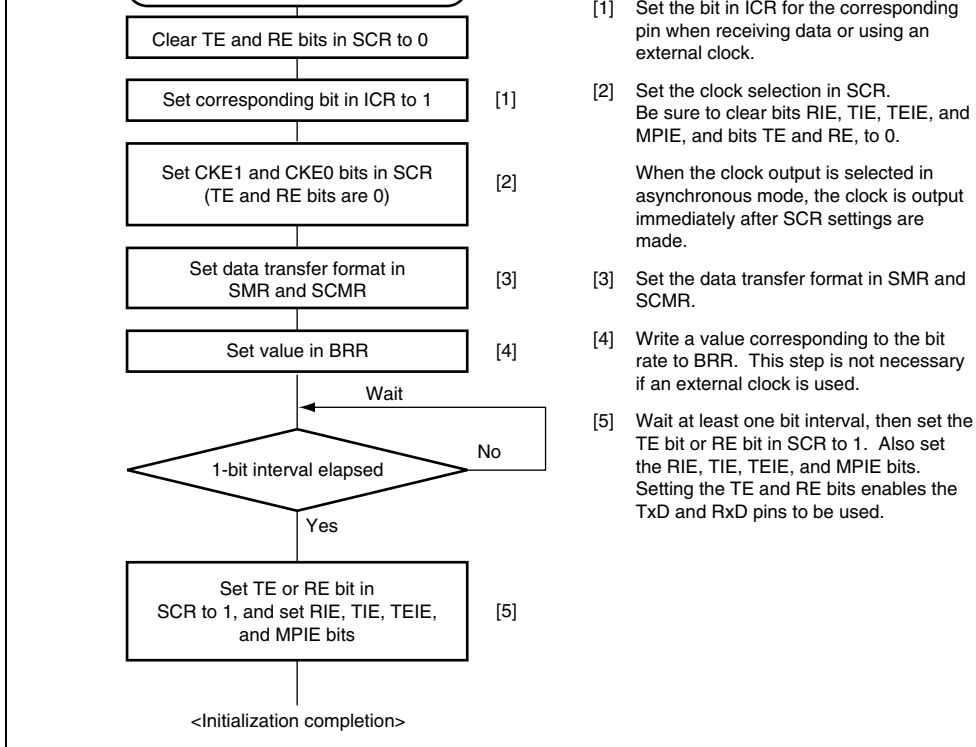 Clear TE and RE bits in SCR to 0
Set corresponding bit in ICR to 1
[1]
Set CKE1 and CKE0 bits in SCR
(TE and RE bits are 0)
[2]
Set data transfer format in
SMR and SCMR
[3]
Set value in BRR
[4]
Wait
No
1-bit interval elapsed
Yes
Set TE or RE bit in
SCR to 1, and set RIE, TIE, TEIE,
and MPIE bits
[5]
<Initialization completion>
[1] Set the bit in ICR for the corresponding
pin when receiving data or using an
external clock.
[2] Set the clock selection in SCR.
Be sure to clear bits RIE, TIE, TEIE, and
MPIE, and bits TE and RE, to 0.
When the clock output is selected in
asynchronous mode, the clock is output
immediately after SCR settings are
made.
[3] Set the data transfer format in SMR and
SCMR.
[4] Write a value corresponding to the bit
rate to BRR. This step is not necessary
if an external clock is used.
[5] Wait at least one bit interval, then set the
TE bit or RE bit in SCR to 1. Also set
the RIE, TIE, TEIE, and MPIE bits.
Setting the TE and RE bits enables the
TxD and RxD pins to be used.